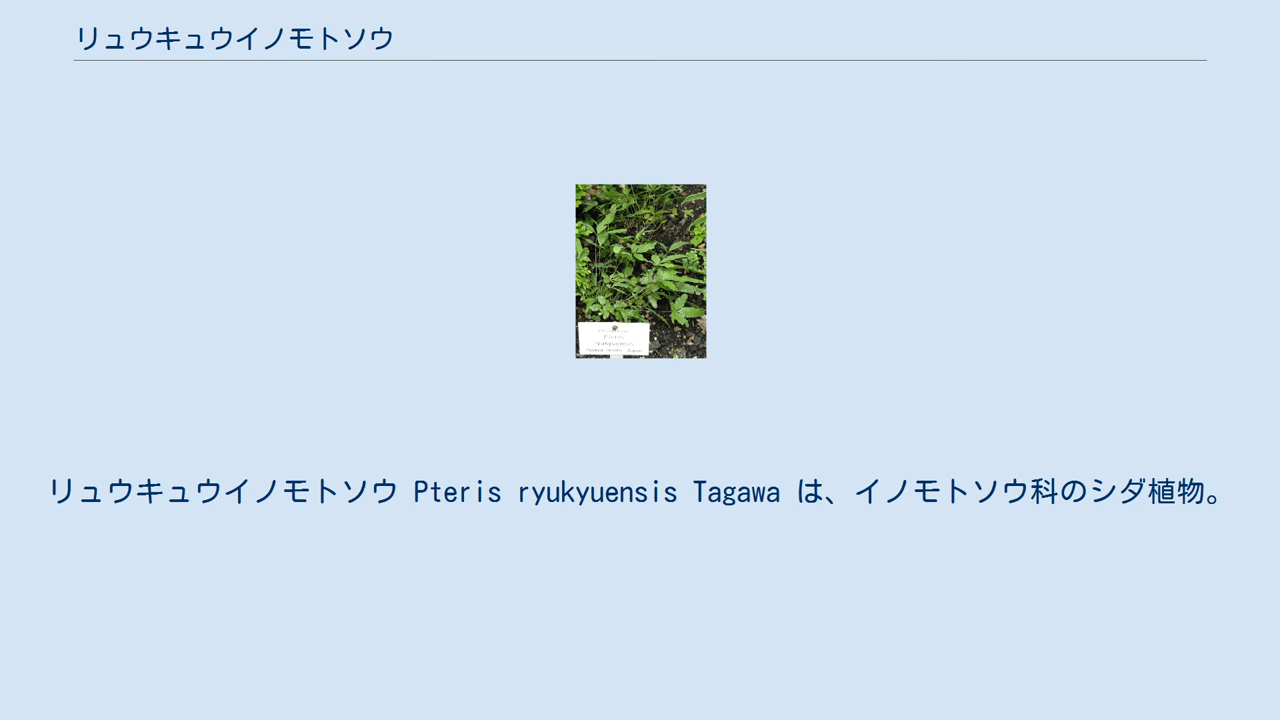 リュウキュウイノモトソウ
Pteris
ryukyuensis
リュウキュウイノモトソウ Pteris ryukyuensis Tagawa は、イノモトソウ科のシダ植物。